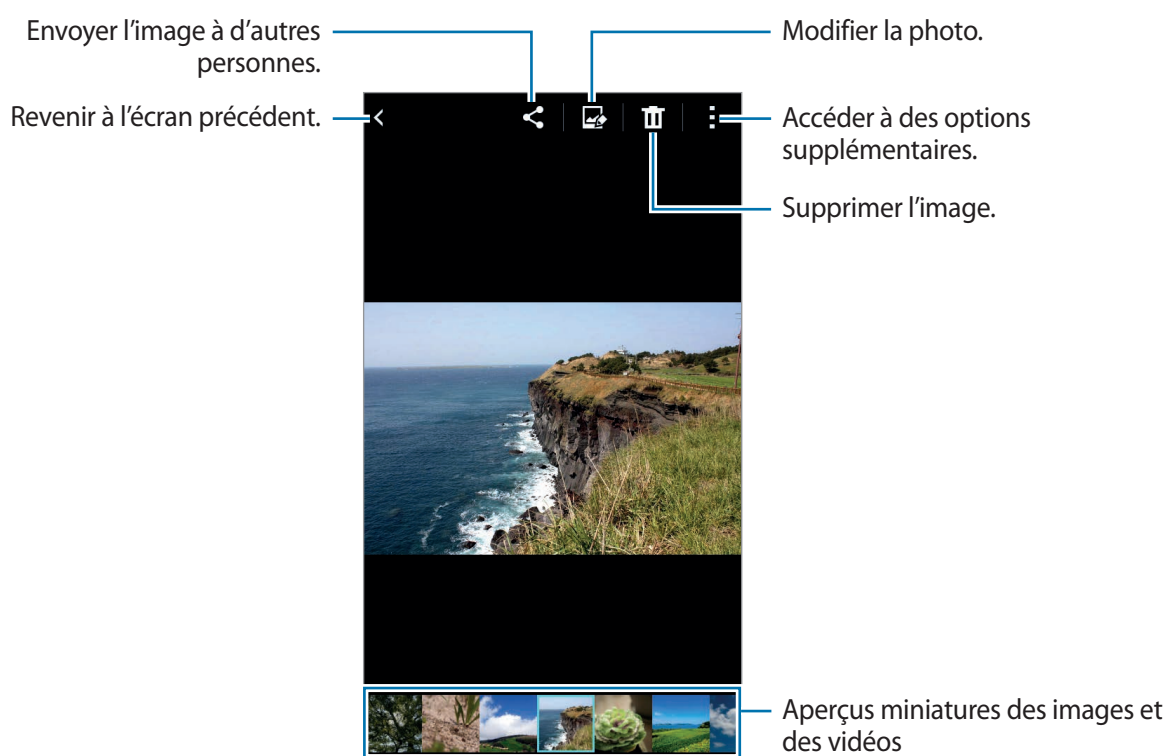 Envoyer l’image à d’autres
personnes.
Revenir à l’écran précédent.
Modifier la photo.
Accéder à des options
supplémentaires.
Supprimer l’image.
Aperçus miniatures des images et
des vidéos